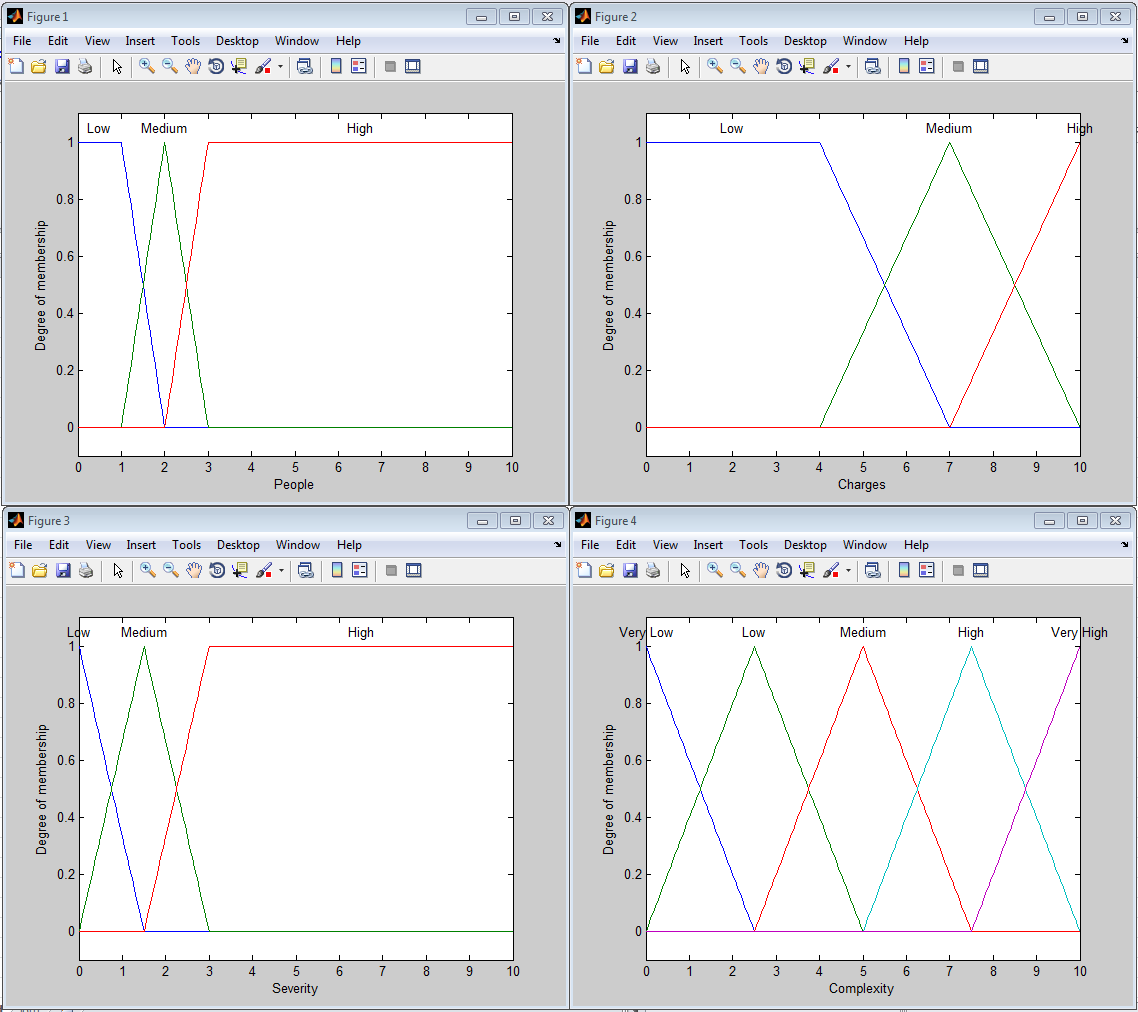 Figure 1
File Edit View Insert Tools Desktop Window Help
Low Medium High
1
0.8
0.6
0.4
0.2
0
Degree of membership
0 1 2 3 4 5 6 7 8 9 10
People
Figure 2
File Edit View Insert Tools Desktop Window Help
Low Medium High
1
0.8
0.6
0.4
0.2
0
Degree of membership
0 1 2 3 4 5 6 7 8 9 10
Charges
Figure 3
File Edit View Insert Tools Desktop Window Help
Low Medium High
1
0.8
0.6
0.4
0.2
0
Degree of membership
0 1 2 3 4 5 6 7 8 9 10
Severity
Figure 4
File Edit View Insert Tools Desktop Window Help
Very Low Low Medium High Very High
1
0.8
0.6
0.4
0.2
0
Degree of membership
0 1 2 3 4 5 6 7 8 9 10
Complexity